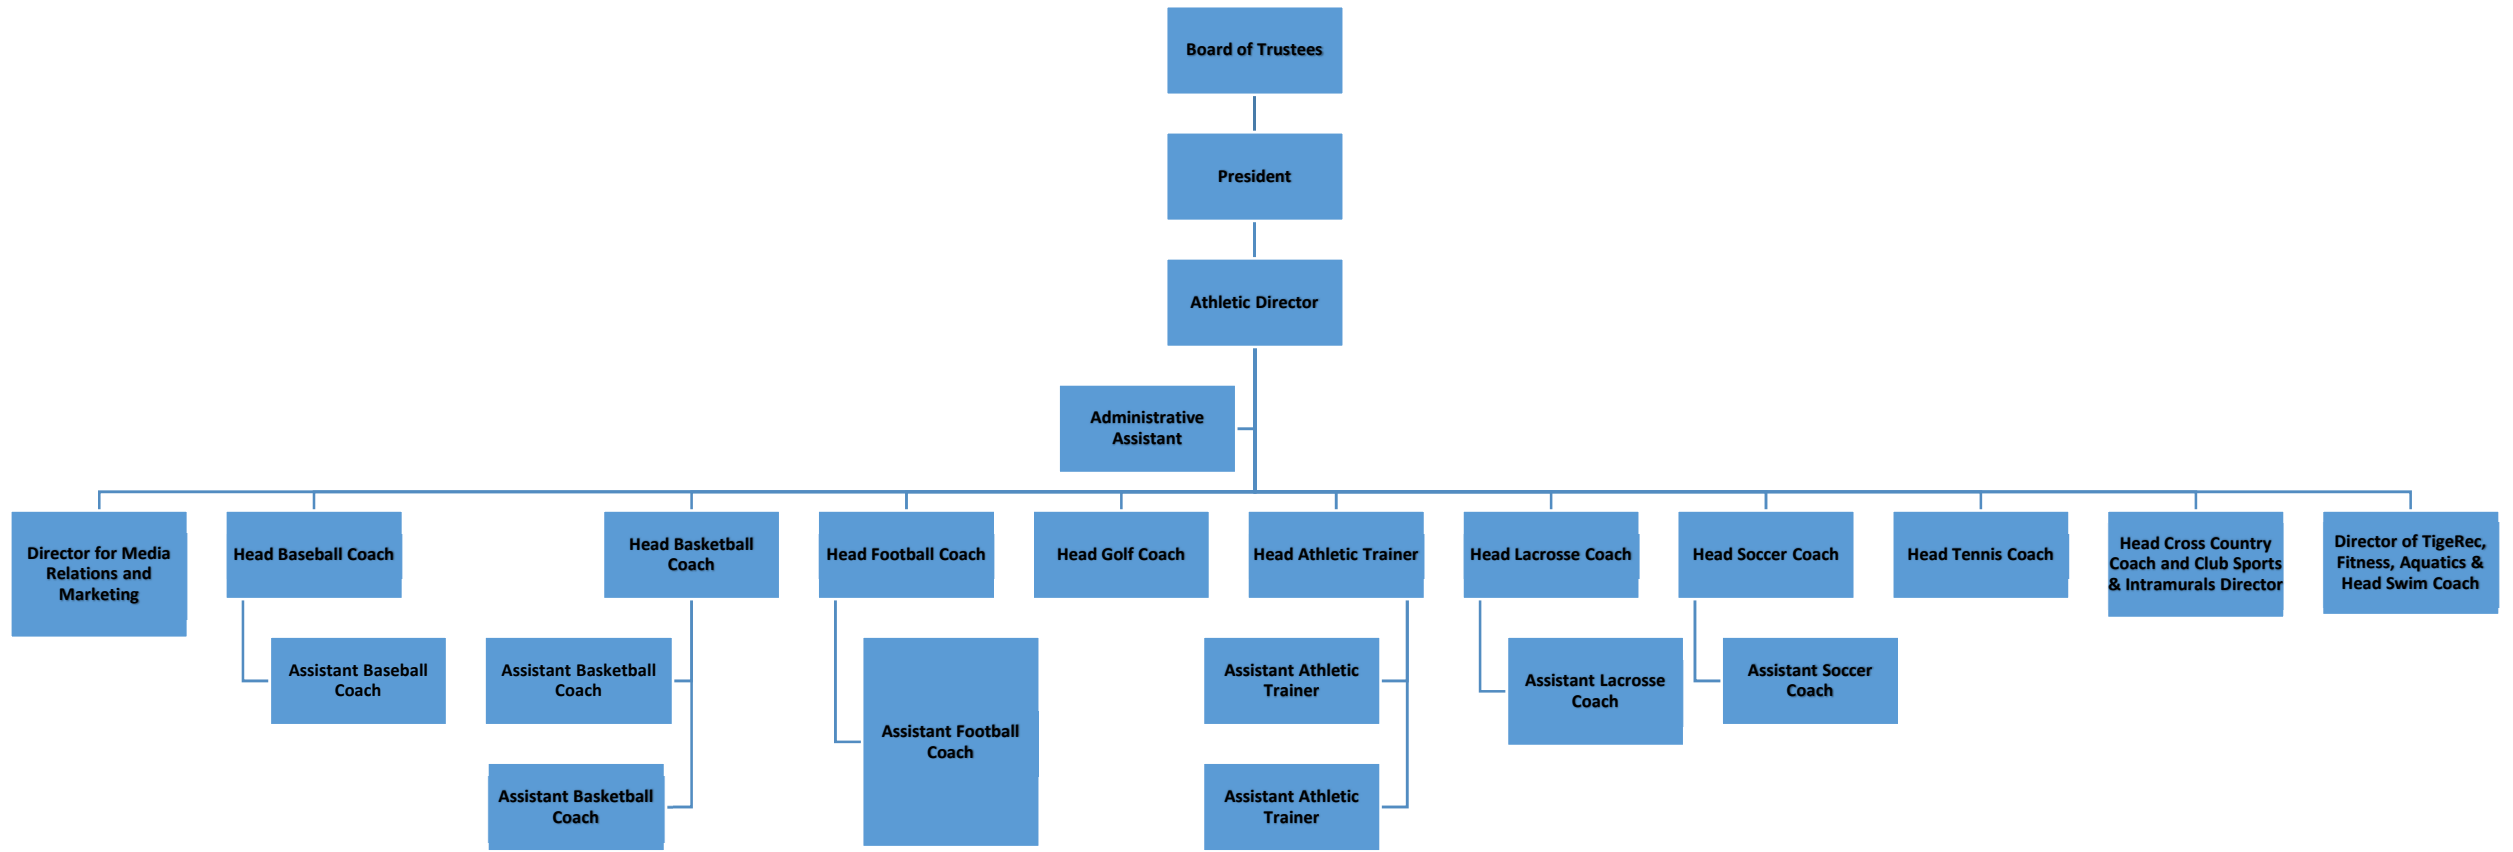 Board of Trustees
President
Athletic Director
Administrative
Assistant
Director for Media
Relations and
Marketing
Head Baseball Coach
Head Basketball
Coach
Head Football Coach
Head Golf Coach
Head Athletic Trainer
Head Lacrosse Coach
Head Soccer Coach
Head Tennis Coach
Head Cross Country
Coach and Club Sports
& Intramurals Director
Director of TigeRec,
Fitness, Aquatics &
Head Swim Coach
Assistant Baseball
Coach
Assistant Basketball
Coach
Assistant Football
Coach
Assistant Athletic
Trainer
Assistant Lacrosse
Coach
Assistant Soccer
Coach
Assistant Basketball
Coach
Assistant Athletic
Trainer